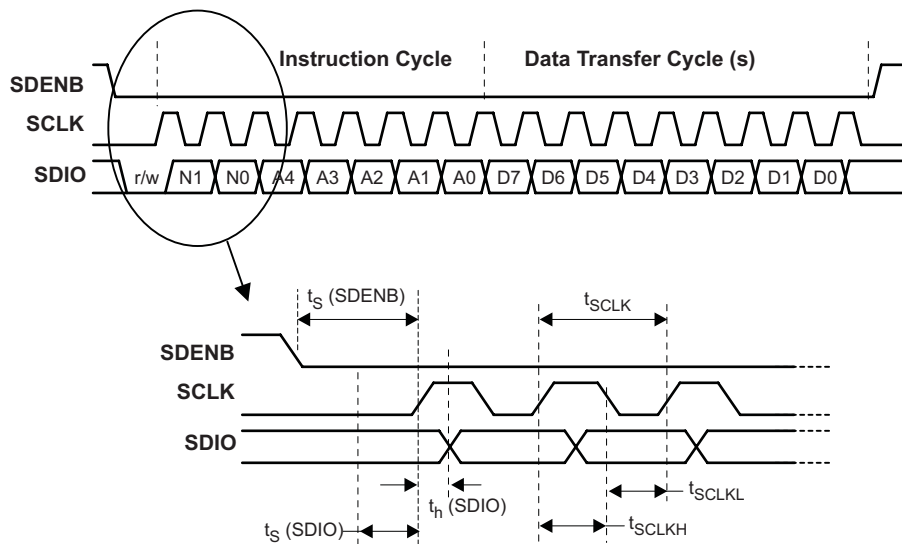 Instruction Cycle Data Transfer Cycle (s)
SDENB
SCLK
SDIO r/w N1 N0 A4 A3 A2 A1 A0 D7 D6 D5 D4 D3 D2 D1 D0
tS (SDENB) tSCLK
SDENB
SCLK
SDIO
th (SDIO) tSCLKL
tS (SDIO) tSCLKH